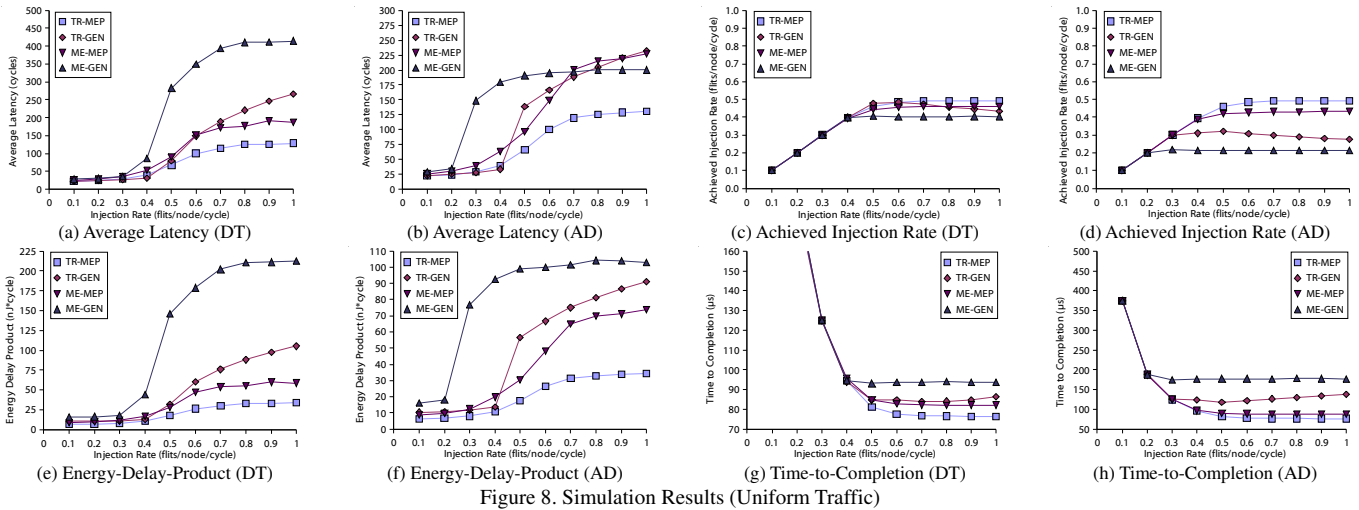 500
450
400
350
300
250
200
150
100
50
0
Average Latency (cycles)
TR-MEP
TR-GEN
ME-MEP
ME-GEN
0 0.1 0.2 0.3 0.4 0.5 0.6 0.7 0.8 0.9 1
Injection Rate (flits/node/cycle)
(a) Average Latency (DT)
300
275
250
225
200
175
150
125
100
75
50
25
0
Average Latency (cycles)
TR-MEP
TR-GEN
ME-MEP
ME-GEN
0 0.1 0.2 0.3 0.4 0.5 0.6 0.7 0.8 0.9 1
Injection Rate (flits/node/cycle)
(b) Average Latency (AD)
1.0
0.9
0.8
0.7
0.6
0.5
0.4
0.3
0.2
0.1
0.0
Achieved Injection Rate (flits/node/cycle)
TR-MEP
TR-GEN
ME-MEP
ME-GEN
0 0.1 0.2 0.3 0.4 0.5 0.6 0.7 0.8 0.9 1
Injection Rate (flits/node/cycle)
(c) Achieved Injection Rate (DT)
1.0
0.9
0.8
0.7
0.6
0.5
0.4
0.3
0.2
0.1
0.0
Achieved Injection Rate (flits/node/cycle)
TR-MEP
TR-GEN
ME-MEP
ME-GEN
0 0.1 0.2 0.3 0.4 0.5 0.6 0.7 0.8 0.9 1
Injection Rate (flits/node/cycle)
(d) Achieved Injection Rate (AD)
225
200
175
150
125
100
75
50
25
0
Energy Delay Product (nJ*cycle)
TR-MEP
TR-GEN
ME-MEP
ME-GEN
0 0.1 0.2 0.3 0.4 0.5 0.6 0.7 0.8 0.9 1
Injection Rate (flits/node/cycle)
(e) Energy-Delay-Product (DT)
110
100
90
80
70
60
50
40
30
20
10
0
Energy Delay Product (nJ*cycle)
TR-MEP
TR-GEN
ME-MEP
ME-GEN
0 0.1 0.2 0.3 0.4 0.5 0.6 0.7 0.8 0.9 1
Injection Rate (flits/node/cycle)
(f) Energy-Delay-Product (AD)
160
150
140
130
120
110
100
90
80
70
Time to Completion (µs)
TR-MEP
TR-GEN
ME-MEP
ME-GEN
0 0.1 0.2 0.3 0.4 0.5 0.6 0.7 0.8 0.9 1
Injection Rate (flits/node/cycle)
(g) Time-to-Completion (DT)
500
450
400
350
300
250
200
150
100
50
Time to Completion (µs)
TR-MEP
TR-GEN
ME-MEP
ME-GEN
0 0.1 0.2 0.3 0.4 0.5 0.6 0.7 0.8 0.9 1
Injection Rate (flits/node/cycle)
(h) Time-to-Completion (AD)
Figure 8. Simulation Results (Uniform Traffic)